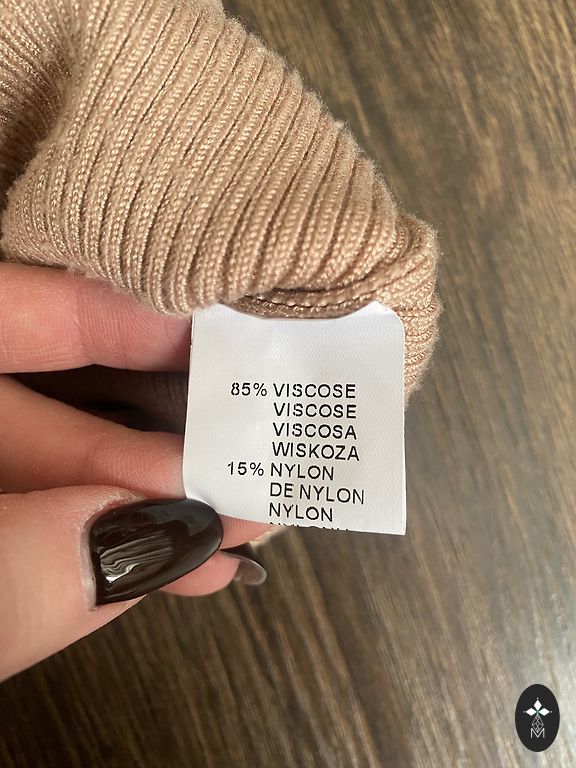 85% VISCOSE
VISCOSE
VISCOSA
WISKOZA
15% NYLON
DE NYLON
NYLON